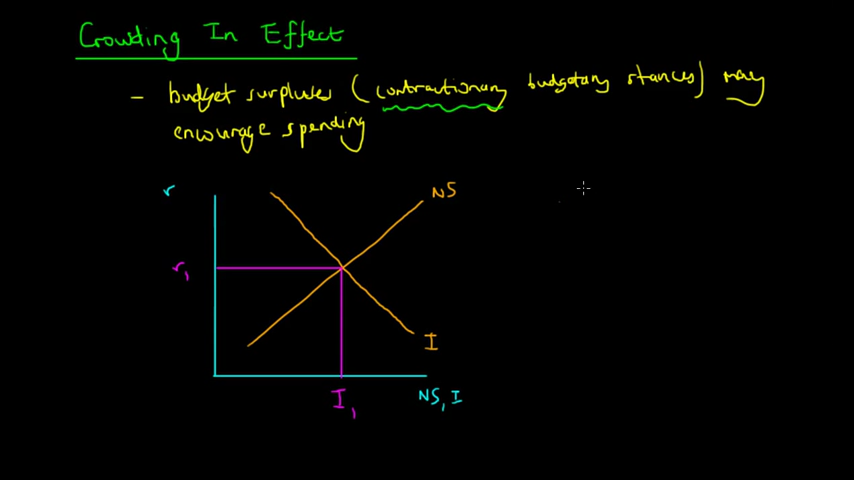 Crowding In Effect
- budget surpluses (contractionary budgetary stances) may
encourage spending
r
NS
r1
I
I1
NS, I